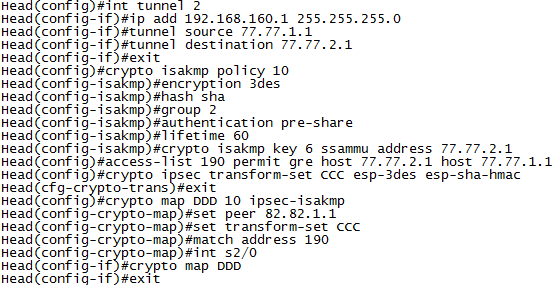 Head(config)#int tunnel 2
Head(config-if)#ip add 192.168.160.1 255.255.255.0
Head(config-if)#tunnel source 77.77.1.1
Head(config-if)#tunnel destination 77.77.2.1
Head(config-if)#exit
Head(config)#crypto isakmp policy 10
Head(config-isakmp)#encryption 3des
Head(config-isakmp)#hash sha
Head(config-isakmp)#group 2
Head(config-isakmp)#authentication pre-share
Head(config-isakmp)#lifetime 60
Head(config-isakmp)#crypto isakmp key 6 ssammu address 77.77.2.1
Head(config)#access-list 190 permit gre host 77.77.2.1 host 77.77.1.1
Head(config)#crypto ipsec transform-set CCC esp-3des esp-sha-hmac
Head(cfg-crypto-trans)#exit
Head(config)#crypto map DDD 10 ipsec-isakmp
Head(config-crypto-map)#set peer 82.82.1.1
Head(config-crypto-map)#set transform-set CCC
Head(config-crypto-map)#match address 190
Head(config-crypto-map)#int s2/0
Head(config-if)#crypto map DDD
Head(config-if)#exit